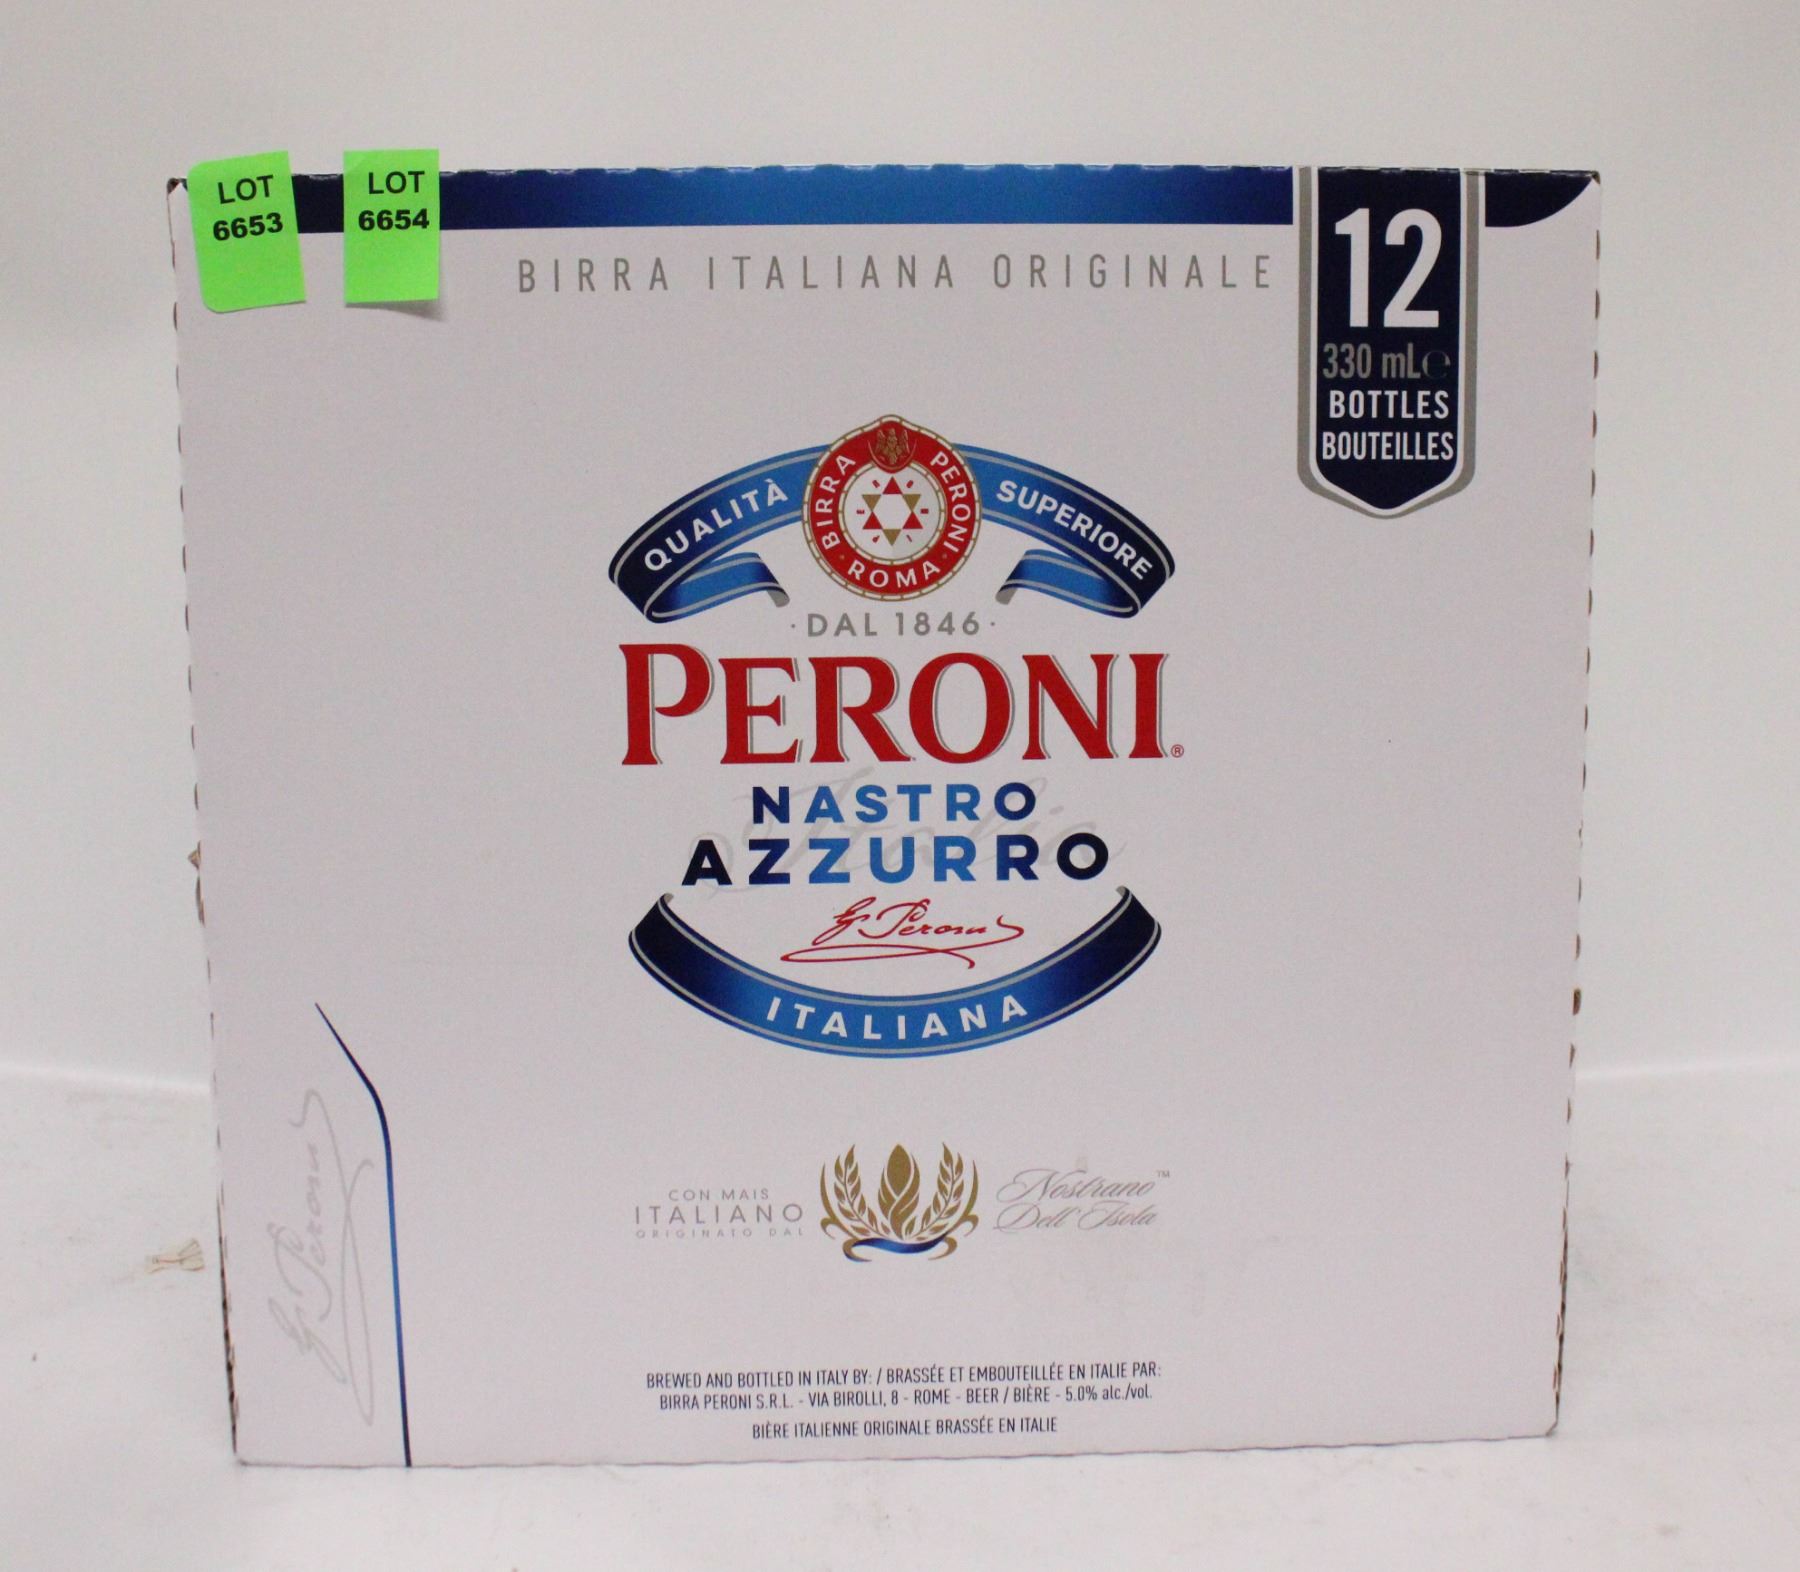 LOT
6653
LOT
6654
BIRRA ITALIANA ORIGINALE
12
330 mL℮
BOTTLES
BOUTEILLES
QUALITÀ
SUPERIORE
BIRRA PERONI
· ROMA ·
·DAL 1846·
PERONI®
Italia
NASTRO
AZZURRO
G. Peroni
ITALIANA
G. Peroni
CON MAIS
ITALIANO
ORIGINATO DAL
Nostrano™
Dell'Isola
BREWED AND BOTTLED IN ITALY BY: / BRASSÉE ET EMBOUTEILLÉE EN ITALIE PAR:
BIRRA PERONI S.R.L. - VIA BIROLLI, 8 - ROME - BEER / BIÈRE - 5.0% alc./vol.
BIÈRE ITALIENNE ORIGINALE BRASSÉE EN ITALIE